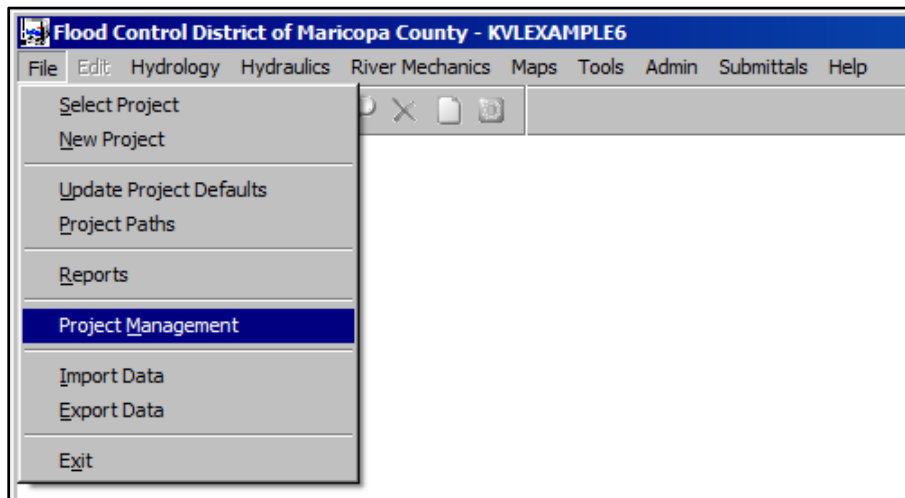 Flood Control District of Maricopa County - KVLEXAMPLE6
File Edit Hydrology Hydraulics River Mechanics Maps Tools Admin Submittals Help
Select Project
New Project
Update Project Defaults
Project Paths
Reports
Project Management
Import Data
Export Data
Exit